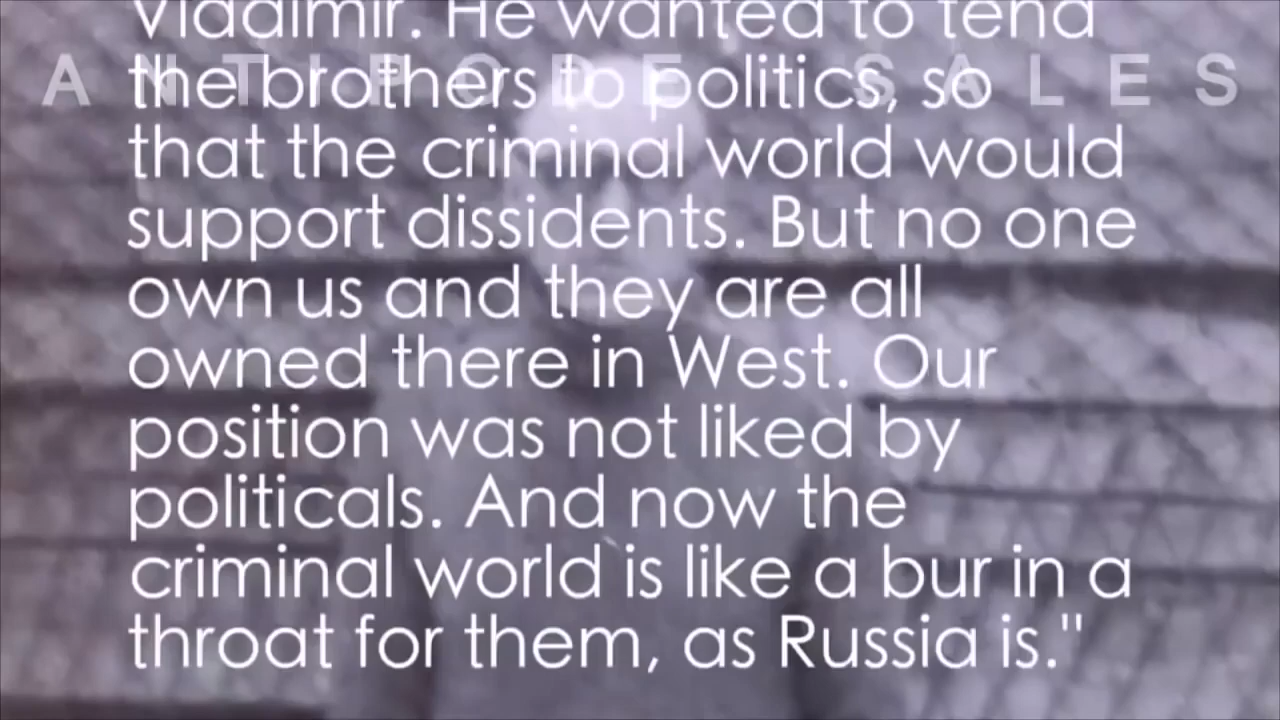 Vladimir. He wanted to tend
ANTIPODE SALES
the brothers to politics, so
that the criminal world would
support dissidents. But no one
own us and they are all
owned there in West. Our
position was not liked by
politicals. And now the
criminal world is like a bur in a
throat for them, as Russia is."